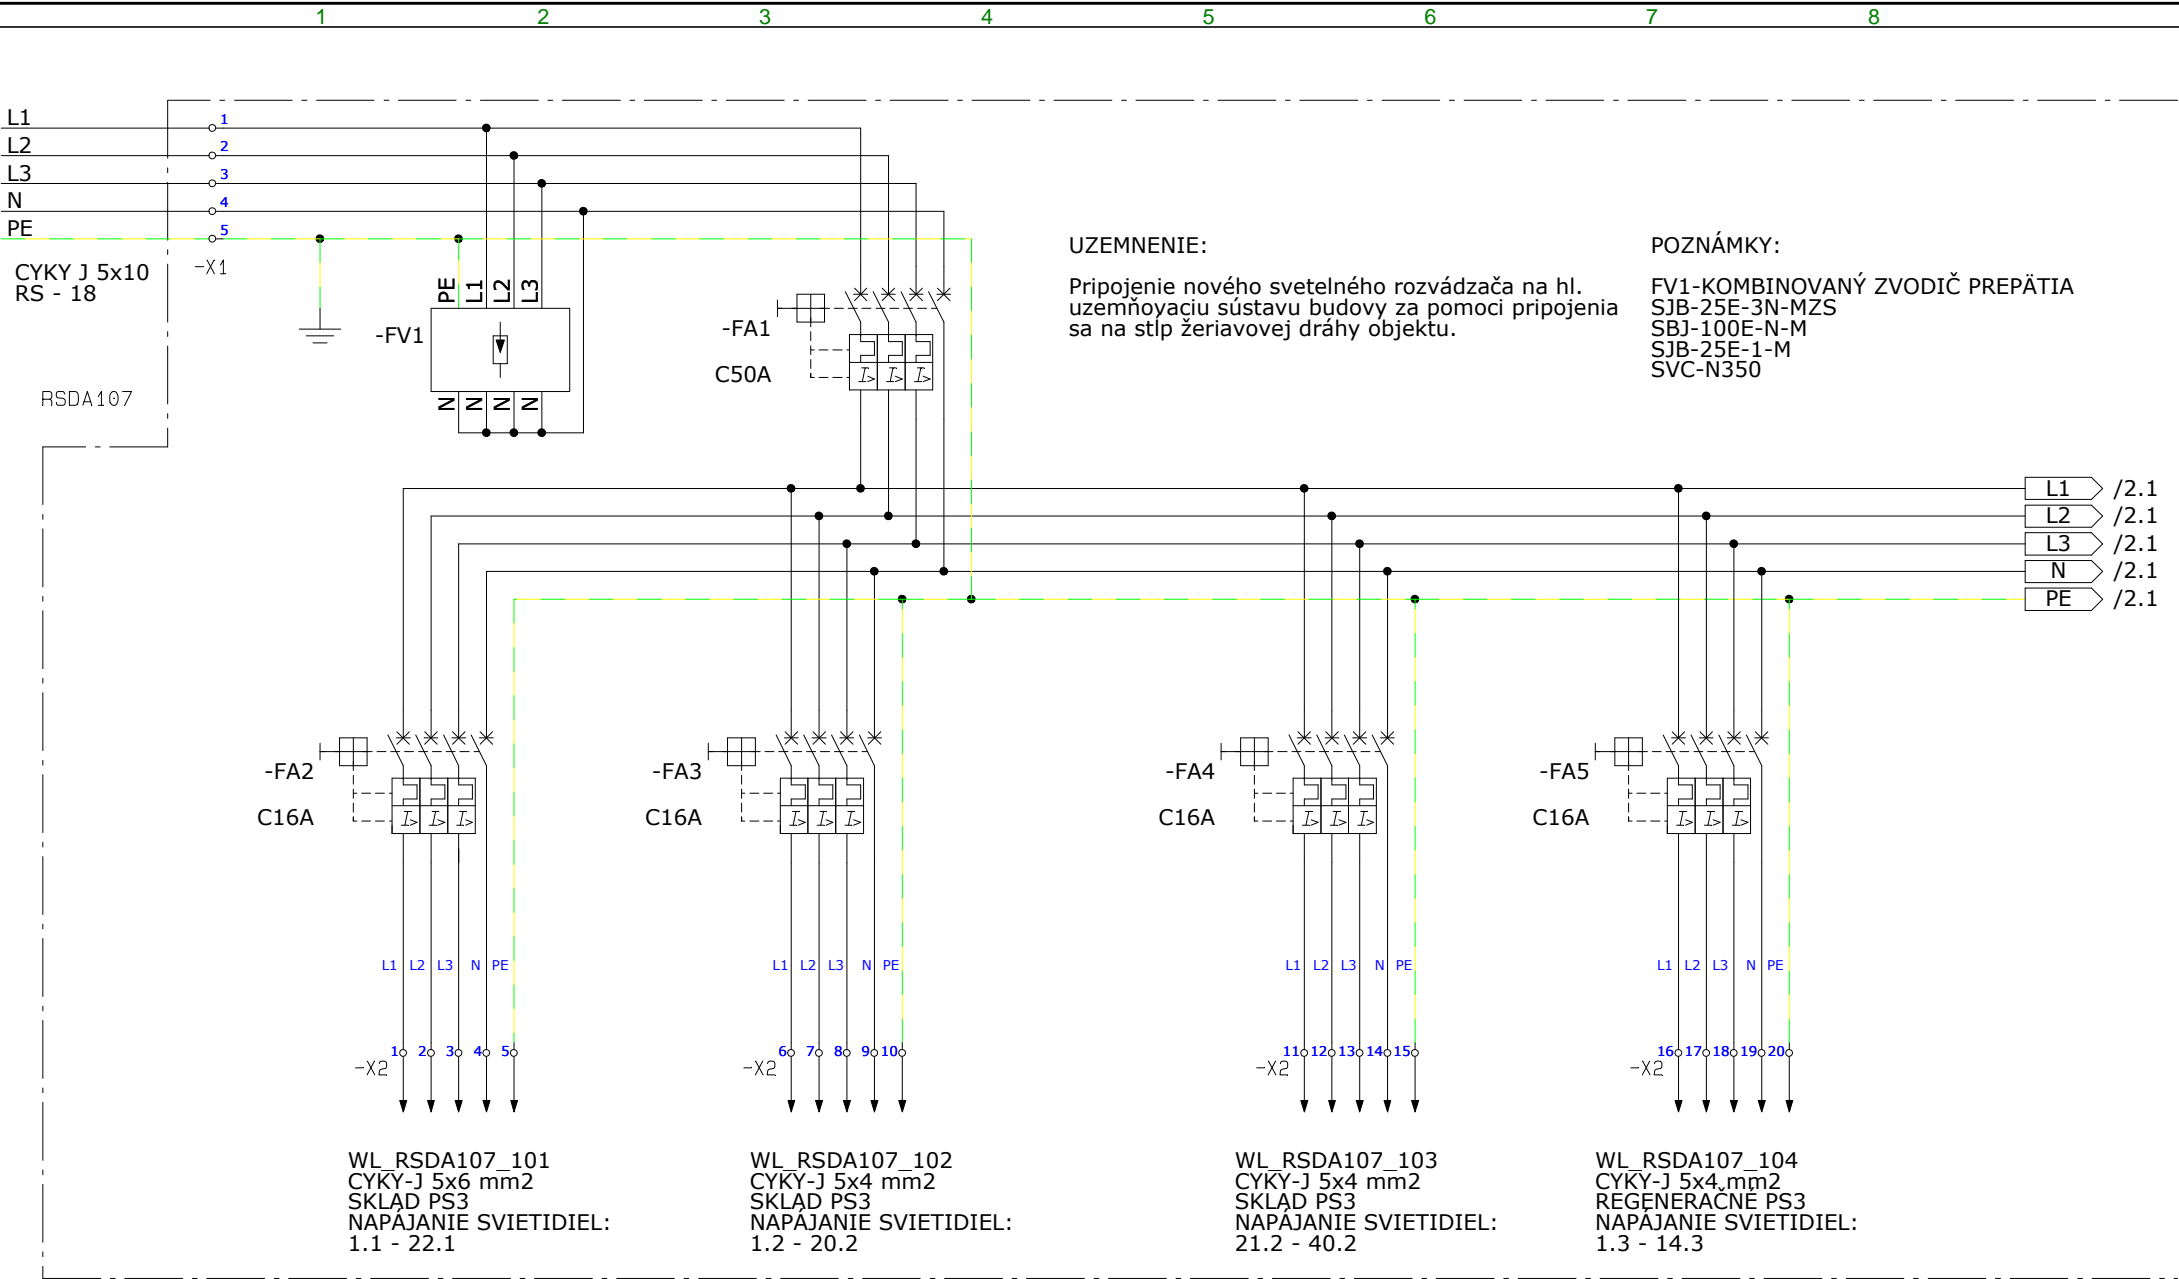 1 2 3 4 5 6 7 8
L1 1
L2 2
L3 3
N 4
PE 5
CYKY J 5x10
RS - 18
-X1
RSDA107
PE L1 L2 L3
-FV1
N N N N
-FA1
C50A
I> I> I>
UZEMNENIE:
Pripojenie nového svetelného rozvádzača na hl.
uzemňovaciu sústavu budovy za pomoci pripojenia
sa na stlp žeriavovej dráhy objektu.
POZNÁMKY:
FV1-KOMBINOVANÝ ZVODIČ PREPÄTIA
SJB-25E-3N-MZS
SBJ-100E-N-M
SJB-25E-1-M
SVC-N350
L1 /2.1
L2 /2.1
L3 /2.1
N /2.1
PE /2.1
-FA2
C16A
I> I> I>
L1 L2 L3 N PE
1 2 3 4 5
-X2
WL_RSDA107_101
CYKY-J 5x6 mm2
SKLAD PS3
NAPÁJANIE SVIETIDIEL:
1.1 - 22.1
-FA3
C16A
I> I> I>
L1 L2 L3 N PE
6 7 8 9 10
-X2
WL_RSDA107_102
CYKY-J 5x4 mm2
SKLAD PS3
NAPÁJANIE SVIETIDIEL:
1.2 - 20.2
-FA4
C16A
I> I> I>
L1 L2 L3 N PE
11 12 13 14 15
-X2
WL_RSDA107_103
CYKY-J 5x4 mm2
SKLAD PS3
NAPÁJANIE SVIETIDIEL:
21.2 - 40.2
-FA5
C16A
I> I> I>
L1 L2 L3 N PE
16 17 18 19 20
-X2
WL_RSDA107_104
CYKY-J 5x4 mm2
REGENERAČNÉ PS3
NAPÁJANIE SVIETIDIEL:
1.3 - 14.3